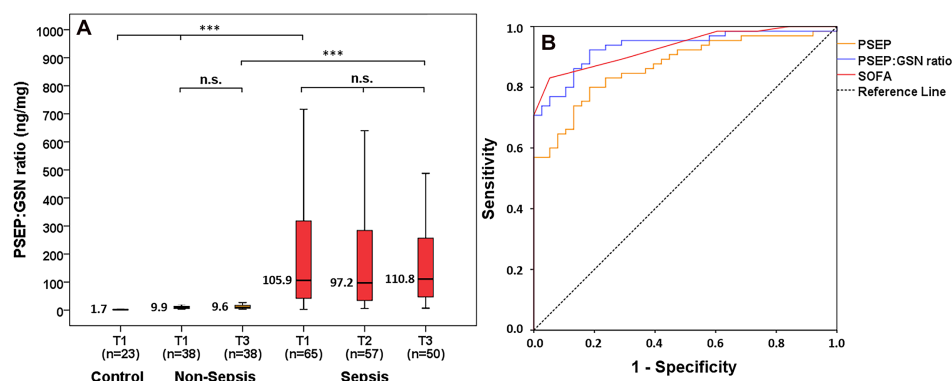 A
PSEP:GSN ratio (ng/mg)
1000
900
800
700
600
500
400
300
200
100
0
***
***
n.s.
n.s.
1.7
9.9
9.6
105.9
97.2
110.8
T1 T1 T3 T1 T2 T3
(n=23) (n=38) (n=38) (n=65) (n=57) (n=50)
Control Non-Sepsis Sepsis
B
Sensitivity
1.0
0.8
0.6
0.4
0.2
0.0
0.0 0.2 0.4 0.6 0.8 1.0
1 - Specificity
PSEP
PSEP:GSN ratio
SOFA
Reference Line